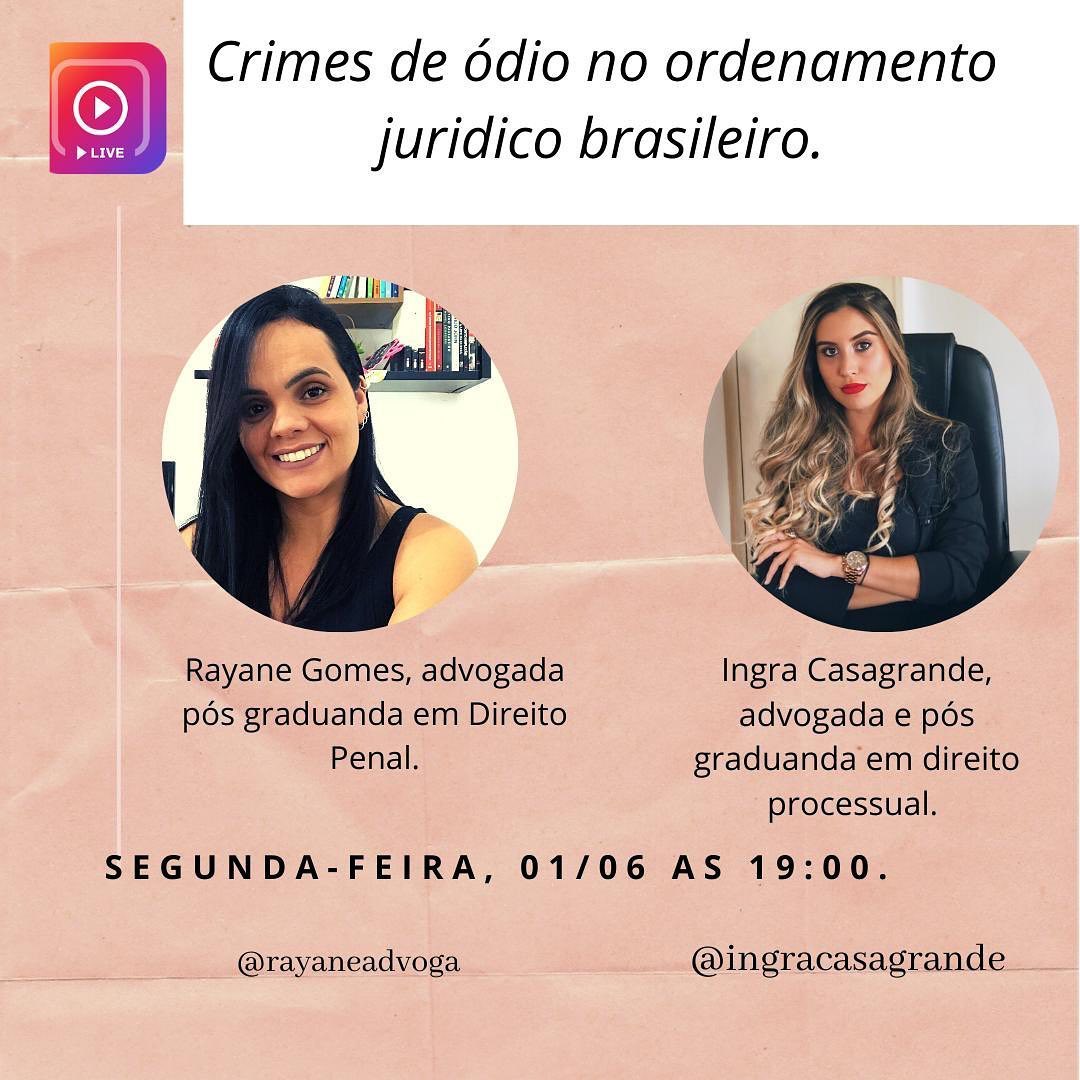 Crimes de ódio no ordenamento
juridico brasileiro.
LIVE
Rayane Gomes, advogada
pós graduanda em Direito
Penal.
Ingra Casagrande,
advogada e pós
graduanda em direito
processual.
SEGUNDA-FEIRA, 01/06 AS 19:00.
@rayaneadvoga
@ingracasagrande